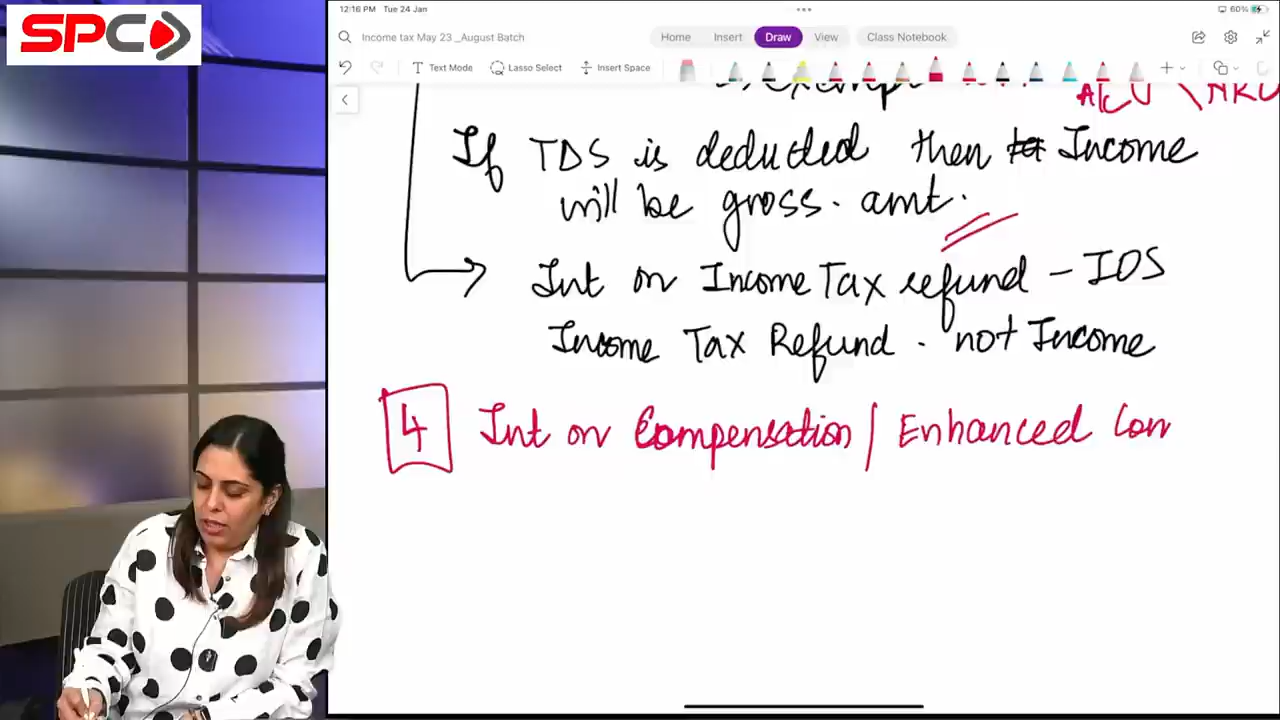 SPC
12:16 PM Tue 24 Jan
60%
Income tax May 23 _August Batch
Home Insert Draw View Class Notebook
Text Mode Lasso Select Insert Space
If TDS is deducted then Income
will be gross. amt.
Int on Income Tax refund - IOS
Income Tax Refund. not Income
4 Int on Compensation / Enhanced Com